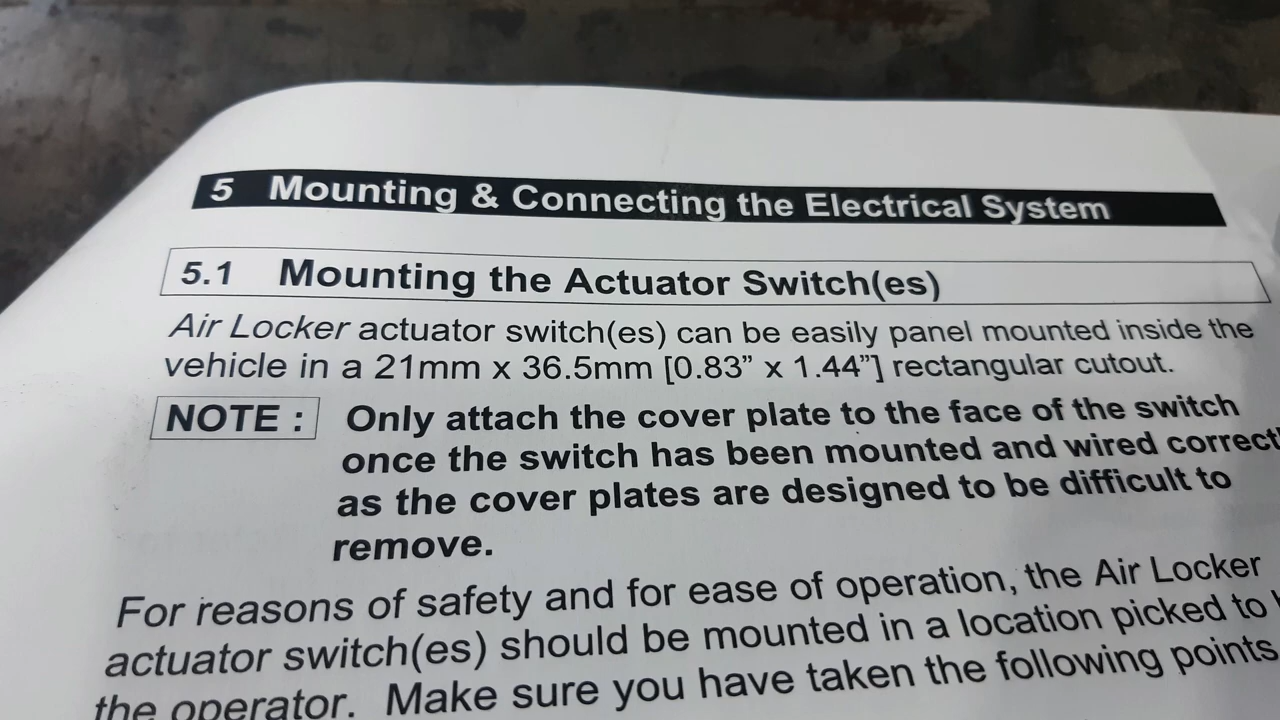 5 Mounting & Connecting the Electrical System
5.1 Mounting the Actuator Switch(es)
Air Locker actuator switch(es) can be easily panel mounted inside the
vehicle in a 21mm x 36.5mm [0.83” x 1.44”] rectangular cutout.
NOTE : Only attach the cover plate to the face of the switch
once the switch has been mounted and wired
as the cover plates are designed to be difficult to
remove.
For reasons of safety and for ease of operation, the Air Locker
actuator switch(es) should be mounted in a location picked to
the operator. Make sure you have taken the following points